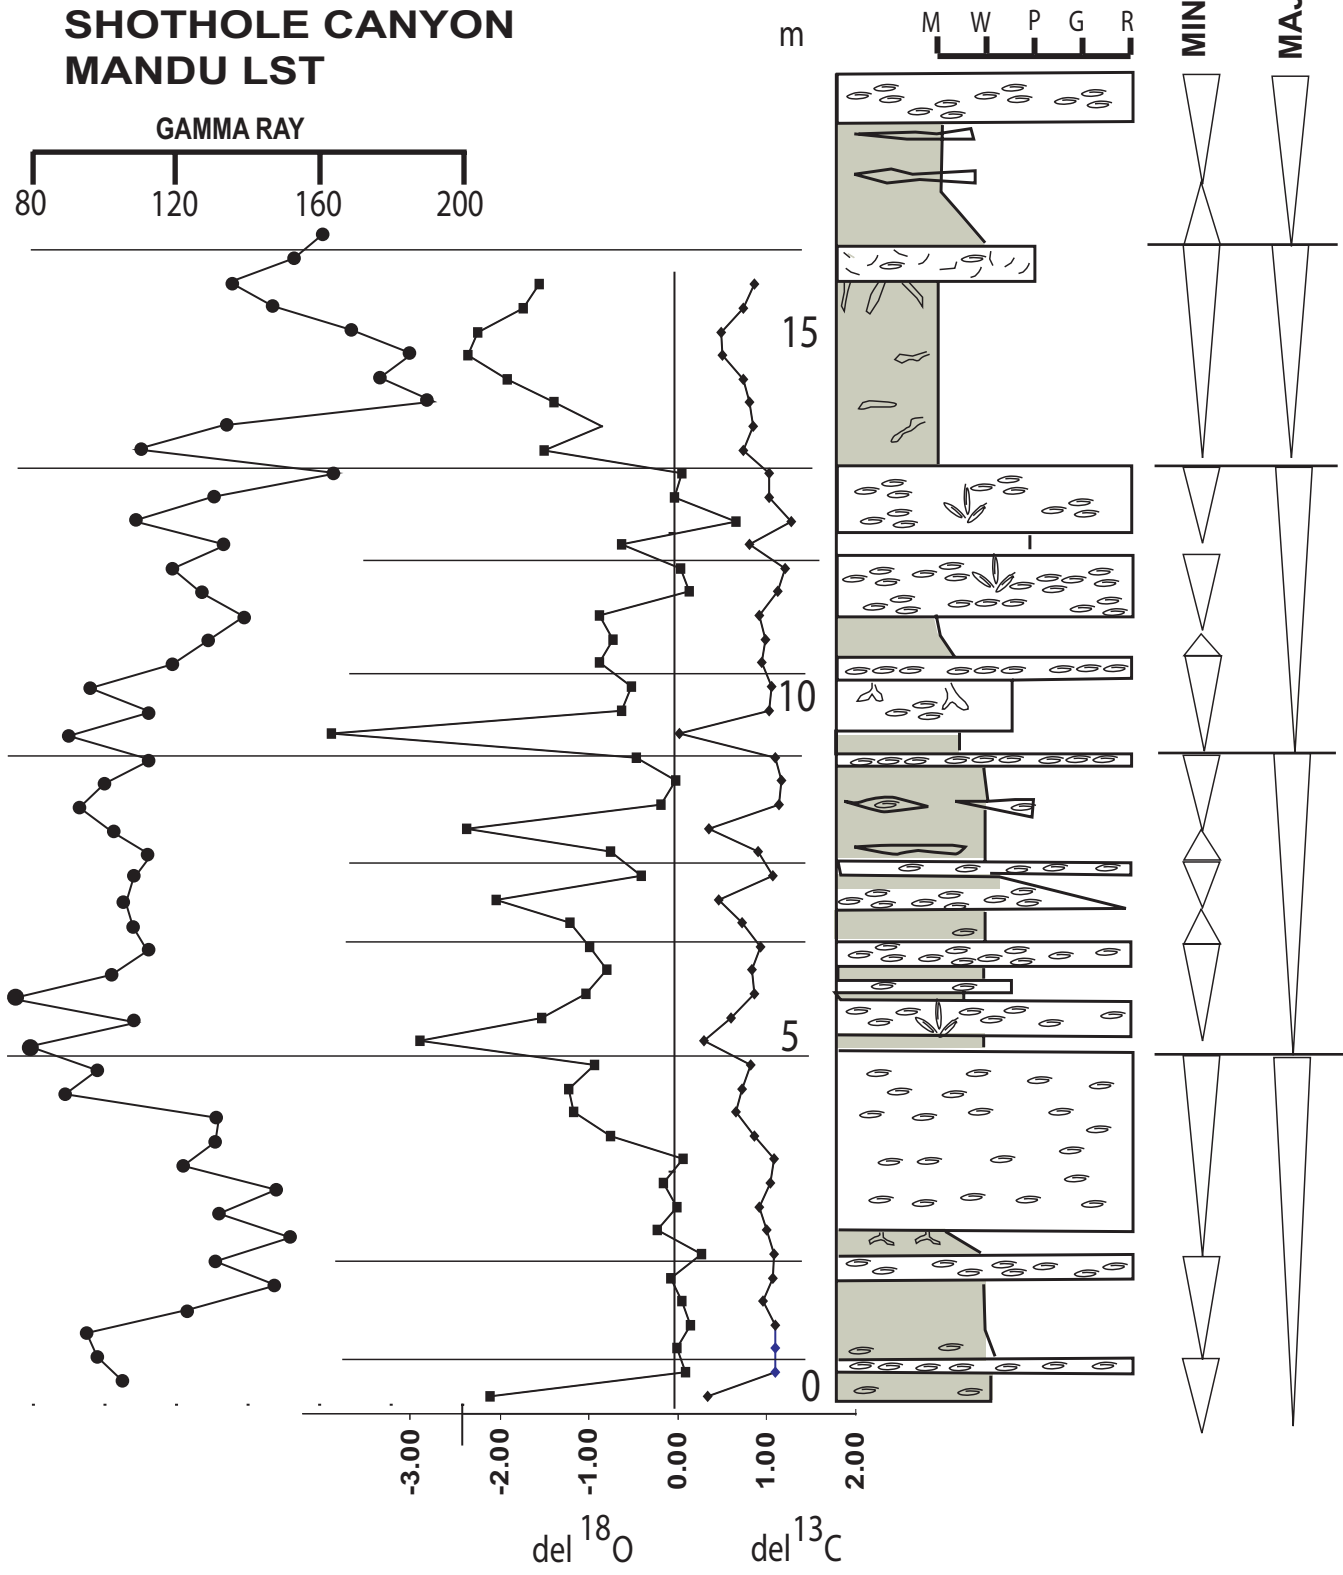 SHOTHOLE CANYON
MANDU LST
m
M W P G R
MIN
MAJ
GAMMA RAY
80 120 160 200
15
10
5
0
-3.00 -2.00 -1.00 0.00 1.00 2.00
del 18O del 13C